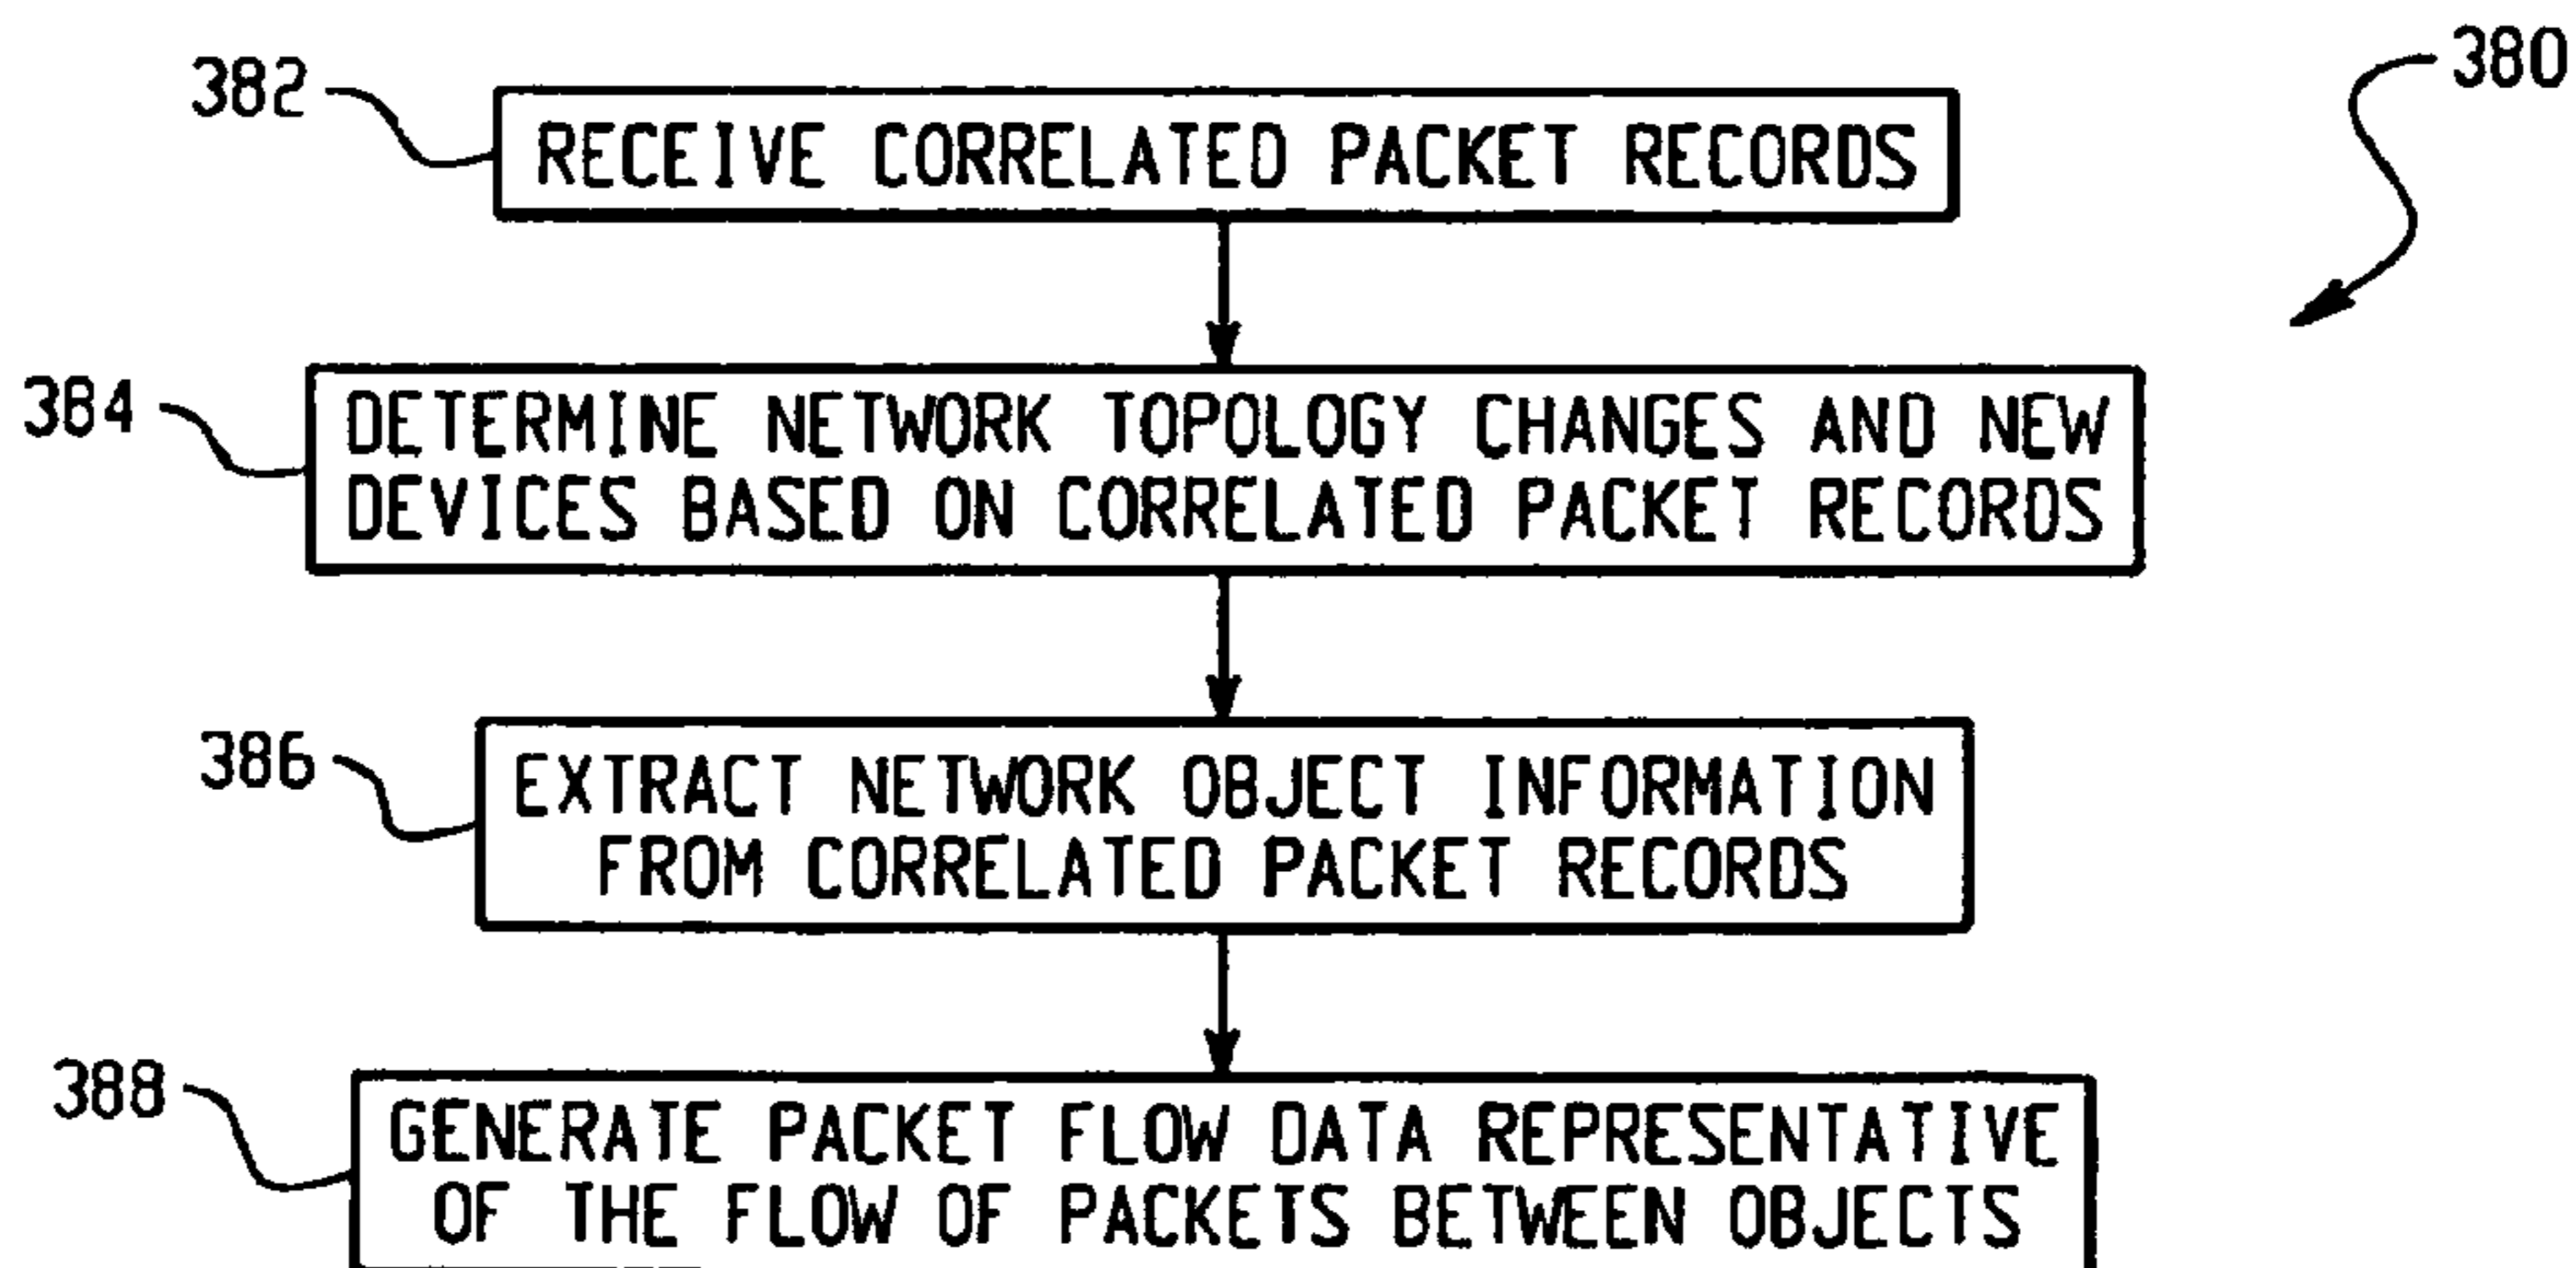 380
382
RECEIVE CORRELATED PACKET RECORDS
384
DETERMINE NETWORK TOPOLOGY CHANGES AND NEW
DEVICES BASED ON CORRELATED PACKET RECORDS
386
EXTRACT NETWORK OBJECT INFORMATION
FROM CORRELATED PACKET RECORDS
388
GENERATE PACKET FLOW DATA REPRESENTATIVE
OF THE FLOW OF PACKETS BETWEEN OBJECTS